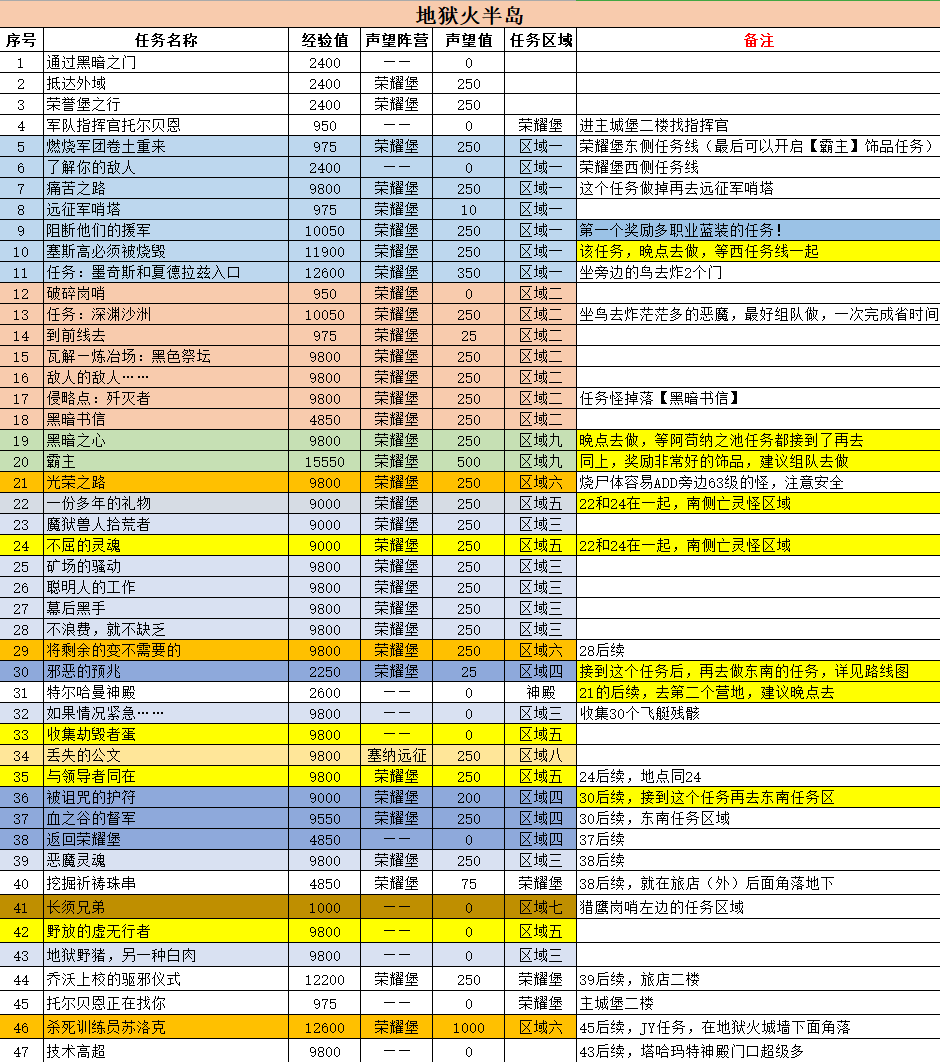 地狱火半岛
序号 任务名称 经验值 声望阵营 声望值 任务区域 备注
1 通过黑暗之门 2400 —— 0
2 抵达外域 2400 荣耀堡 250
3 荣誉堡之行 2400 荣耀堡 250
4 军队指挥官托尔贝恩 950 —— 0 荣耀堡 进主城堡二楼找指挥官
5 燃烧军团卷土重来 975 荣耀堡 250 区域一 荣耀堡东侧任务线（最后可以开启【霸主】饰品任务）
6 了解你的敌人 2400 —— 0 区域一 荣耀堡西侧任务线
7 痛苦之路 9800 荣耀堡 250 区域一 这个任务做掉再去远征军哨塔
8 远征军哨塔 975 荣耀堡 10 区域一
9 阻断他们的援军 10050 荣耀堡 250 区域一 第一个奖励多职业蓝装的任务！
10 塞斯高必须被烧毁 11900 荣耀堡 250 区域一 该任务，晚点去做，等西任务线一起
11 任务：墨奇斯和夏德拉兹入口 12600 荣耀堡 350 区域一 坐旁边的鸟去炸2个门
12 破碎岗哨 950 荣耀堡 0 区域二
13 任务：深渊沙洲 10050 荣耀堡 250 区域二 坐鸟去炸茫茫多的恶魔，最好组队做，一次完成省时间
14 到前线去 975 荣耀堡 25 区域二
15 瓦解—炼冶场：黑色祭坛 9800 荣耀堡 250 区域二
16 敌人的敌人…… 9800 荣耀堡 250 区域二
17 侵略点：歼灭者 9800 荣耀堡 250 区域二 任务怪掉落【黑暗书信】
18 黑暗书信 4850 荣耀堡 250 区域二
19 黑暗之心 9800 荣耀堡 250 区域九 晚点去做，等阿苟纳之池任务都接到了再去
20 霸主 15550 荣耀堡 500 区域九 同上，奖励非常好的饰品，建议组队去做
21 光荣之路 9800 荣耀堡 250 区域六 烧尸体容易ADD旁边63级的怪，注意安全
22 一份多年的礼物 9000 荣耀堡 250 区域五 22和24在一起，南侧亡灵怪区域
23 魔狱兽人拾荒者 9000 荣耀堡 250 区域三
24 不屈的灵魂 9000 荣耀堡 250 区域五 22和24在一起，南侧亡灵怪区域
25 矿场的骚动 9800 荣耀堡 250 区域三
26 聪明人的工作 9800 荣耀堡 250 区域三
27 幕后黑手 9800 荣耀堡 250 区域三
28 不浪费，就不缺乏 9800 荣耀堡 250 区域三
29 将剩余的变不需要的 9800 荣耀堡 250 区域六 28后续
30 邪恶的预兆 2250 荣耀堡 25 区域四 接到这个任务后，再去做东南的任务，详见路线图
31 特尔哈曼神殿 2600 —— 0 神殿 21的后续，去第二个营地，建议晚点去
32 如果情况紧急…… 9800 —— 0 区域三 收集30个飞艇残骸
33 收集劫毁者蛋 9800 —— 0 区域五
34 丢失的公文 9800 塞纳远征 250 区域八
35 与领导者同在 9800 荣耀堡 250 区域五 24后续，地点同24
36 被诅咒的护符 9000 荣耀堡 200 区域四 30后续，接到这个任务再去东南任务区
37 血之谷的督军 9550 荣耀堡 250 区域四 30后续，东南任务区域
38 返回荣耀堡 4850 —— 0 区域四 37后续
39 恶魔灵魂 9800 荣耀堡 250 区域三 38后续
40 挖掘祈祷珠串 4850 荣耀堡 75 荣耀堡 38后续，就在旅店（外）后面角落地下
41 长须兄弟 1000 —— 0 区域七 猎鹰岗哨左边的任务区域
42 野放的虚无行者 9800 —— 0 区域五
43 地狱野猪，另一种白肉 9800 —— 0 区域三
44 乔沃上校的驱邪仪式 12200 荣耀堡 250 荣耀堡 39后续，旅店二楼
45 托尔贝恩正在找你 975 —— 0 荣耀堡 主城堡二楼
46 杀死训练员苏洛克 12600 荣耀堡 1000 区域六 45后续，JY任务，在地狱火城墙下面角落
47 技术高超 9800 —— 0 43后续，塔哈玛特神殿门口超级多